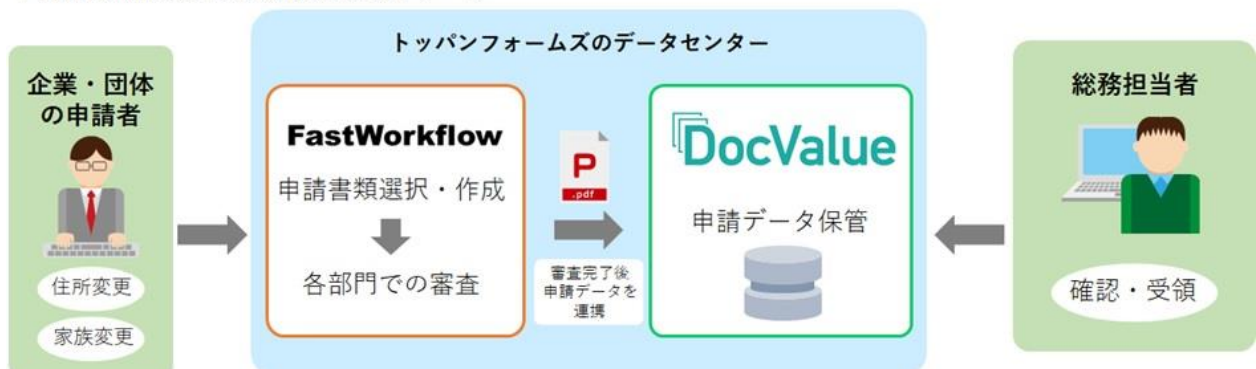 トッパンフォームズのデータセンター
企業・団体
の申請者
住所変更
家族変更
FastWorkflow
申請書類選択・作成
各部門での審査
P
.pdf
審査完了後
申請データを
連携
DocValue
申請データ保管
総務担当者
確認・受領